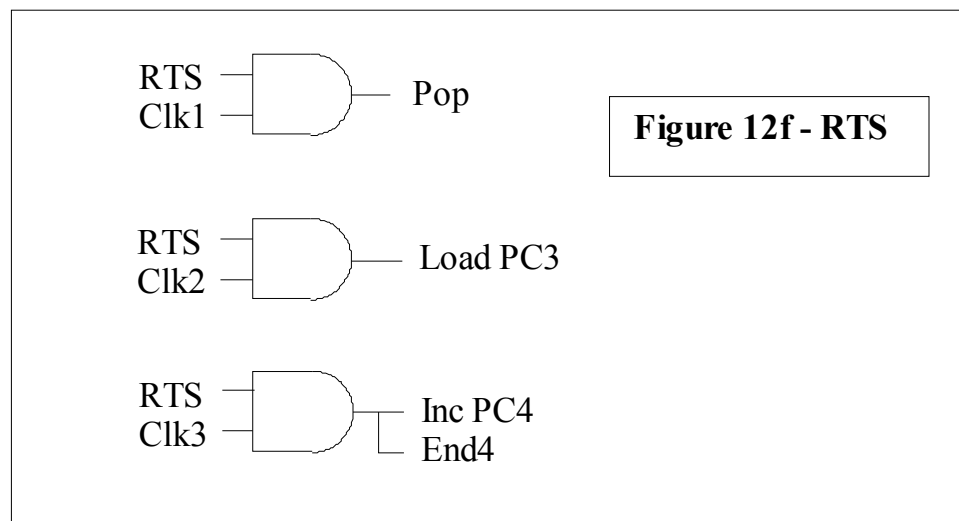 RTS
Clk1
Pop
Figure 12f - RTS
RTS
Clk2
Load PC3
RTS
Clk3
Inc PC4
End4